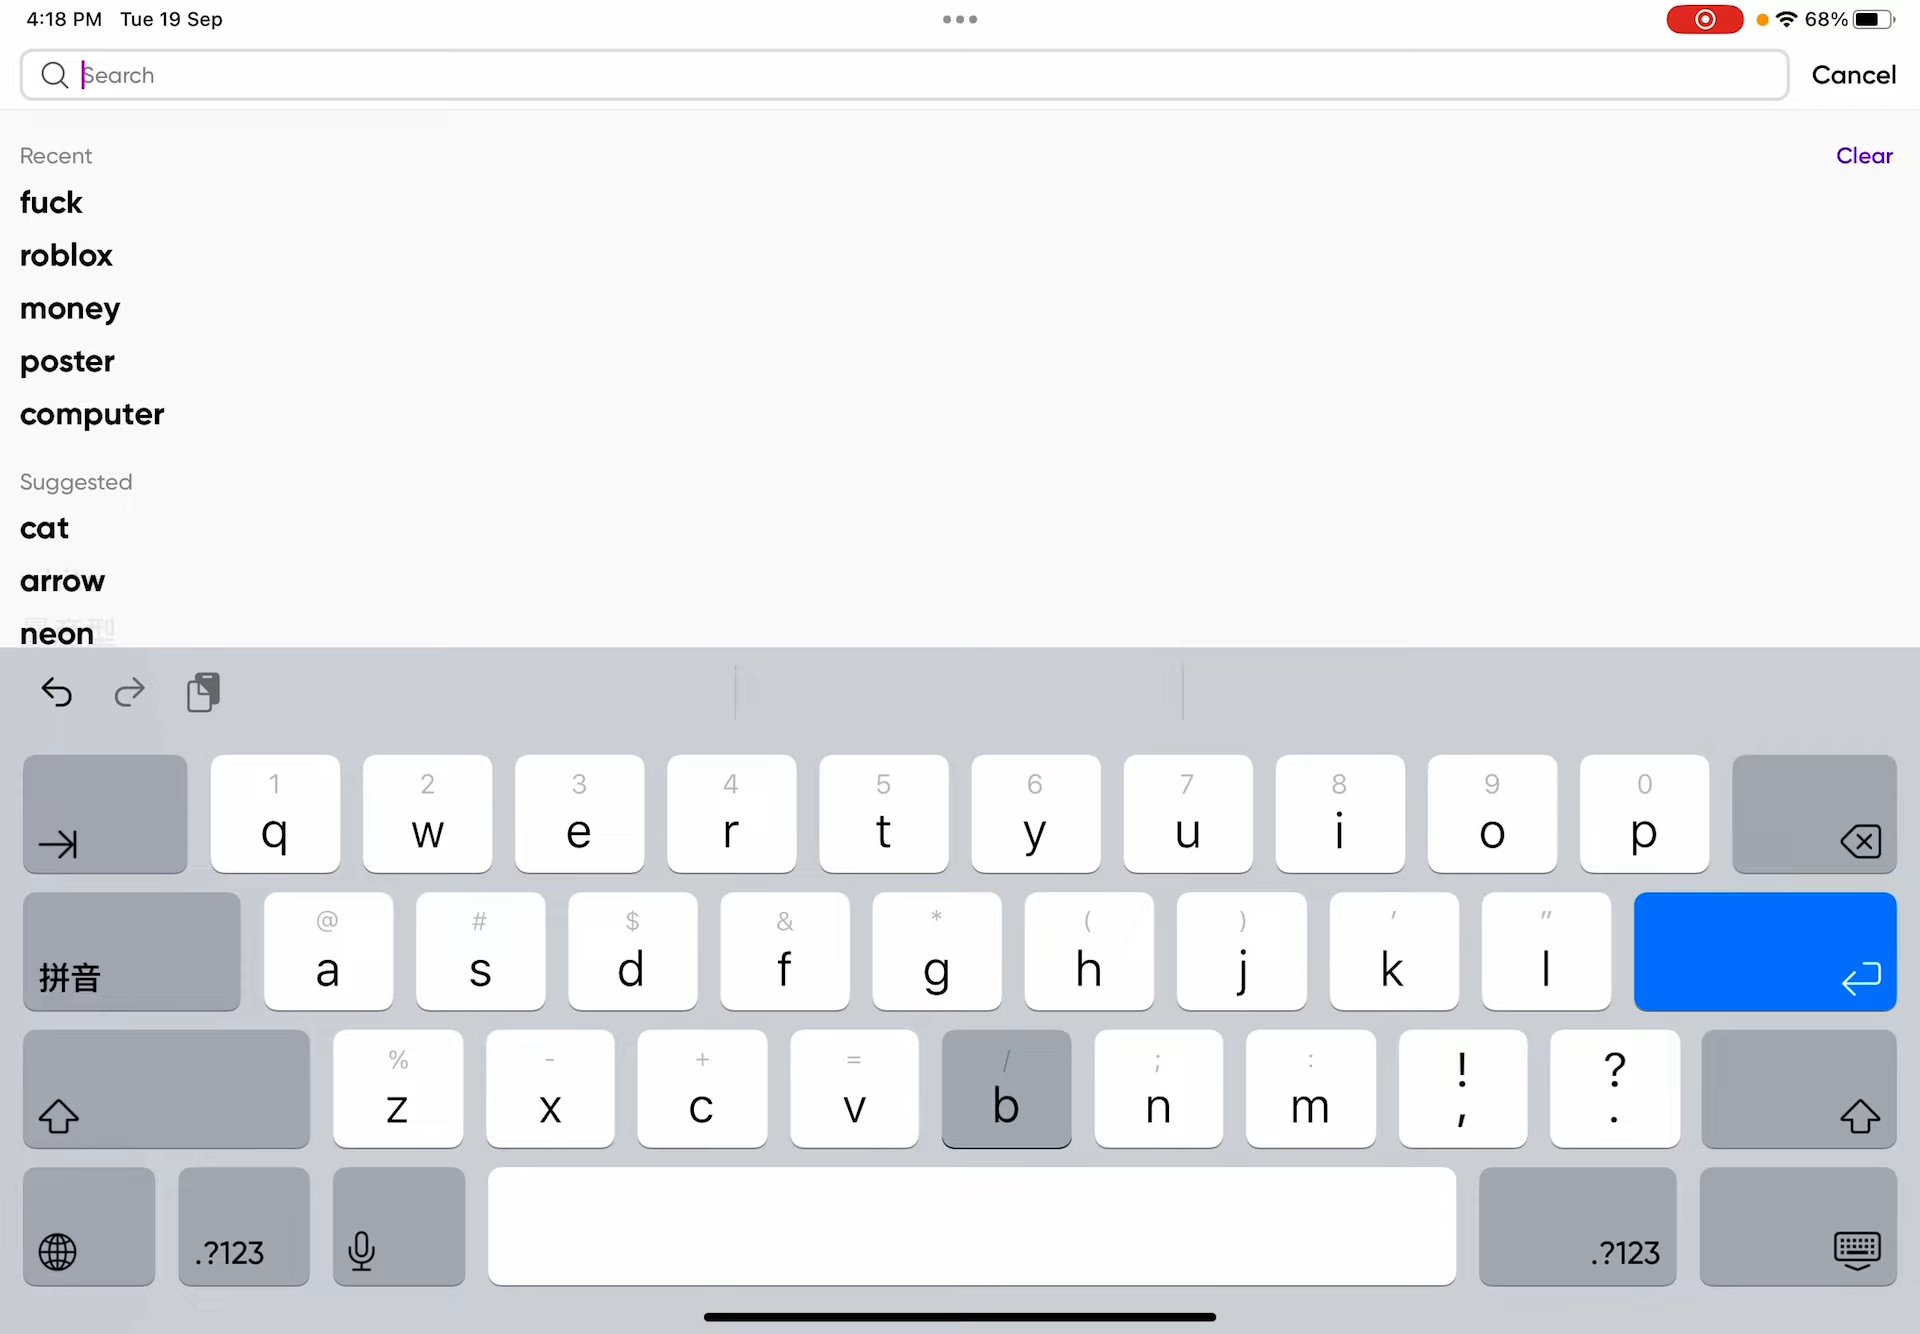 4:18 PM Tue 19 Sep 68%
Search Cancel
Recent Clear
fuck
roblox
money
poster
computer
Suggested
cat
arrow
neon
1 2 3 4 5 6 7 8 9 0
q w e r t y u i o p
@ # $ & * ( ) ' "
拼音 a s d f g h j k l
% - + = / ; : ! ?
z x c v b n m , .
.?123 .?123